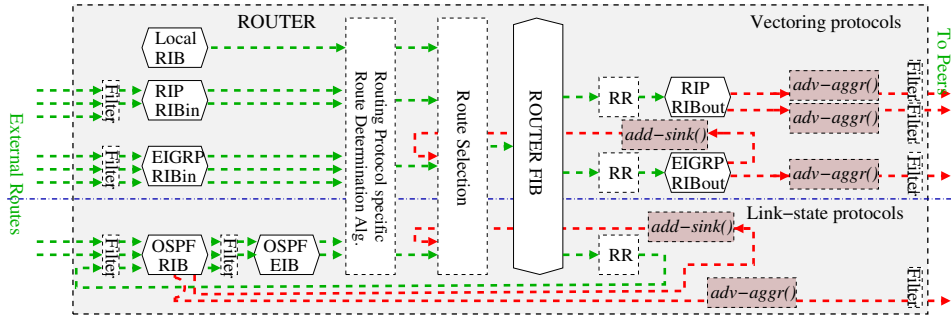 ROUTER
Vectoring protocols
To Peers
External Routes
Local
RIB
Filter
RIP
RIBin
Filter
EIGRP
RIBin
Filter
OSPF
RIB
Filter
OSPF
EIB
Routing Protocol specific
Route Determination Alg.
Route Selection
ROUTER FIB
RR
RIP
RIBout
adv-aggr()
Filter
adv-aggr()
Filter
add-sink()
RR
EIGRP
RIBout
adv-aggr()
Filter
Link-state protocols
add-sink()
RR
adv-aggr()
Filter